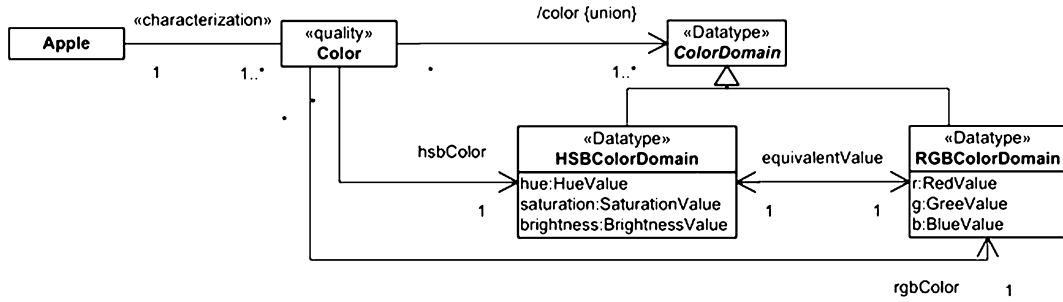 «characterization»
/color {union}
Apple
«quality»
Color
«Datatype»
ColorDomain
1
1..*
*
1..*
*
*
hsbColor
1
«Datatype»
HSBColorDomain
hue:HueValue
saturation:SaturationValue
brightness:BrightnessValue
equivalentValue
1
1
«Datatype»
RGBColorDomain
r:RedValue
g:GreeValue
b:BlueValue
rgbColor
1